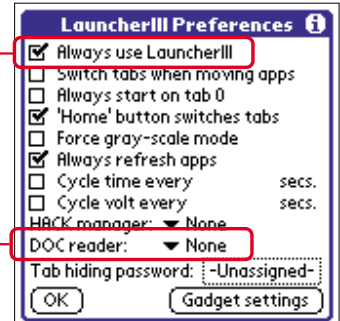 LauncherIII Preferences i
Always use LauncherIII
Switch tabs when moving apps
Always start on tab 0
'Home' button switches tabs
Force gray-scale mode
Always refresh apps
Cycle time every secs.
Cycle volt every secs.
HACK manager: None
DOC reader: None
Tab hiding password: -Unassigned-
OK Gadget settings